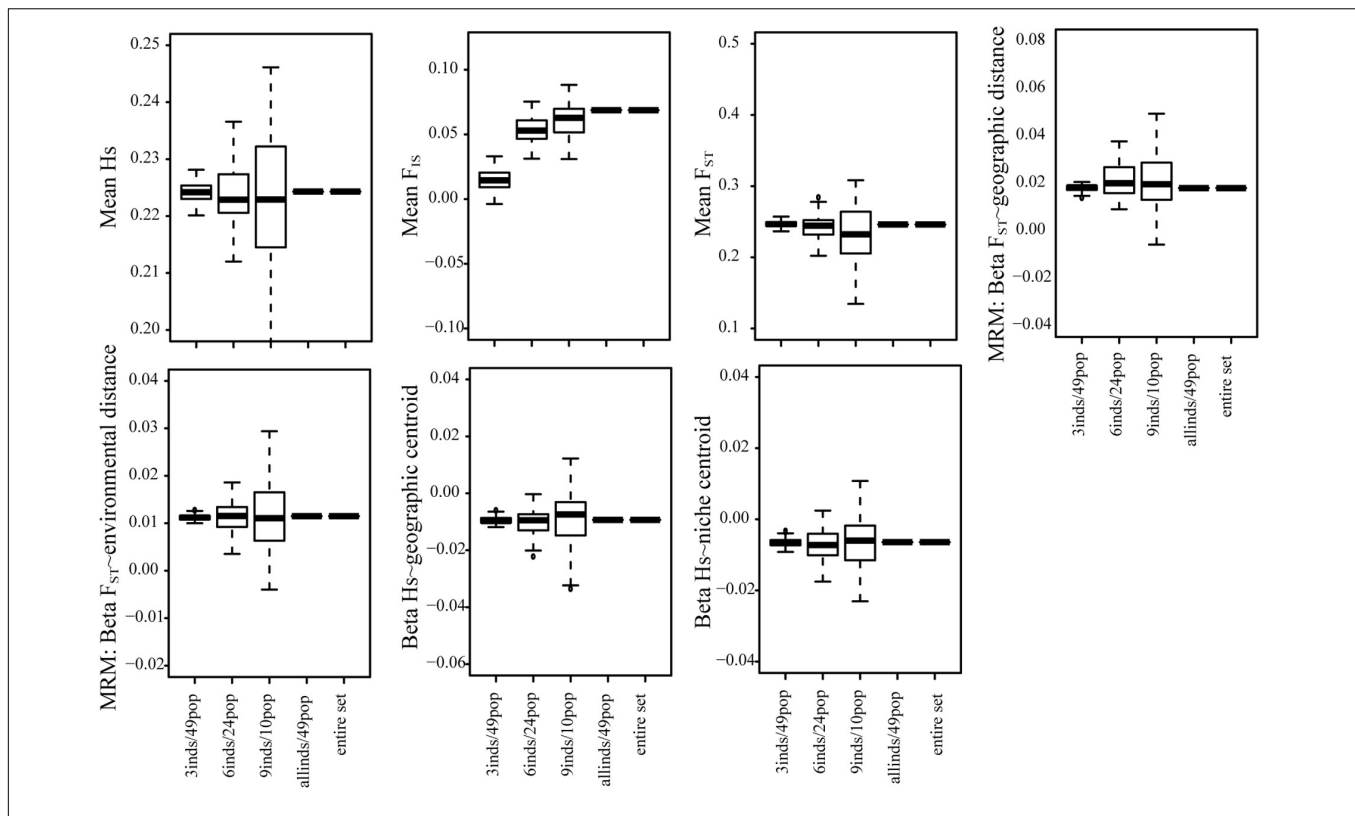 Mean Hs
0.25
0.24
0.23
0.22
0.21
0.20
Mean FIS
0.10
0.05
0.00
−0.05
−0.10
Mean FST
0.5
0.4
0.3
0.2
0.1
MRM: Beta FST~geographic distance
0.08
0.06
0.04
0.02
0.00
−0.02
−0.04
3inds/49pop
6inds/24pop
9inds/10pop
allinds/49pop
entire set
MRM: Beta FST~environmental distance
0.04
0.03
0.02
0.01
0.00
−0.01
−0.02
3inds/49pop
6inds/24pop
9inds/10pop
allinds/49pop
entire set
Beta Hs~geographic centroid
0.04
0.02
0.00
−0.02
−0.04
−0.06
3inds/49pop
6inds/24pop
9inds/10pop
allinds/49pop
entire set
Beta Hs~niche centroid
0.04
0.02
0.00
−0.02
−0.04
3inds/49pop
6inds/24pop
9inds/10pop
allinds/49pop
entire set